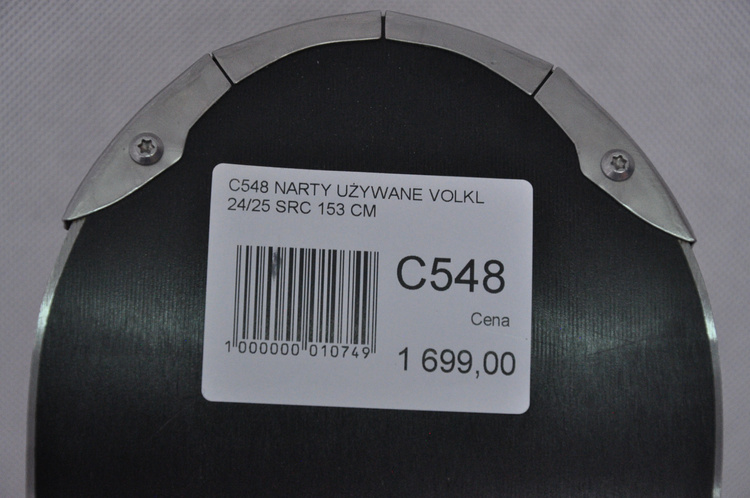 C548 NARTY UŻYWANE VOLKL
24/25 SRC 153 CM
C548
Cena
1 000000 010749
1 699,00